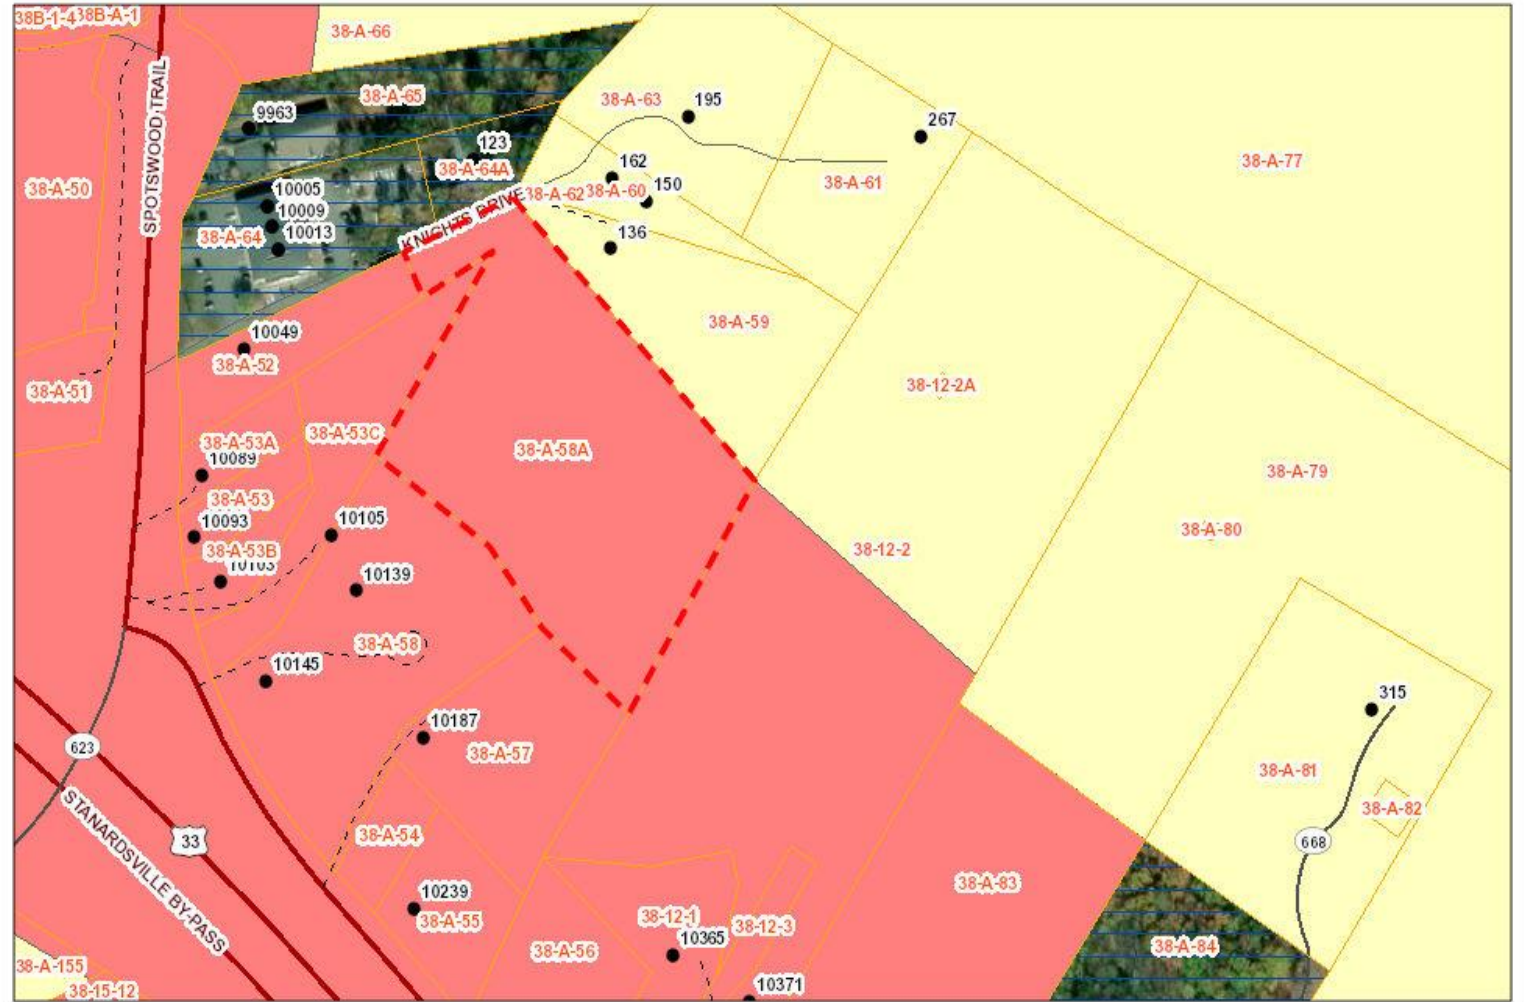 38B-1-4
38B-A-1
38-A-66
SPOTSWOOD TRAIL
38-A-65
9963
38-A-63
195
267
123
38-A-64A
38-A-77
38-A-50
10005
162
38-A-61
10009
KNIGHTS DRIVE
38-A-62
38-A-60
150
38-A-64
10013
136
10049
38-A-52
38-A-59
38-A-51
38-12-2A
38-A-53A
38-A-53C
10089
38-A-58A
38-A-79
38-A-53
10093
10105
38-A-80
38-A-53B
10103
38-12-2
10139
38-A-58
10145
315
10187
623
38-A-57
38-A-81
STANARDSVILLE BY-PASS
33
38-A-54
38-A-82
668
10239
38-A-55
38-A-83
38-12-1
38-12-3
10365
38-A-56
38-A-84
38-A-155
10371
38-15-12